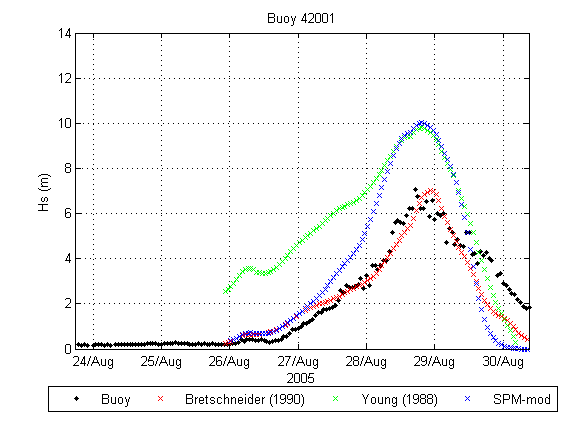 Buoy 42001
14
12
10
8
6
4
2
0
Hs (m)
24/Aug 25/Aug 26/Aug 27/Aug 28/Aug 29/Aug 30/Aug
2005
Buoy Bretschneider (1990) Young (1988) SPM-mod